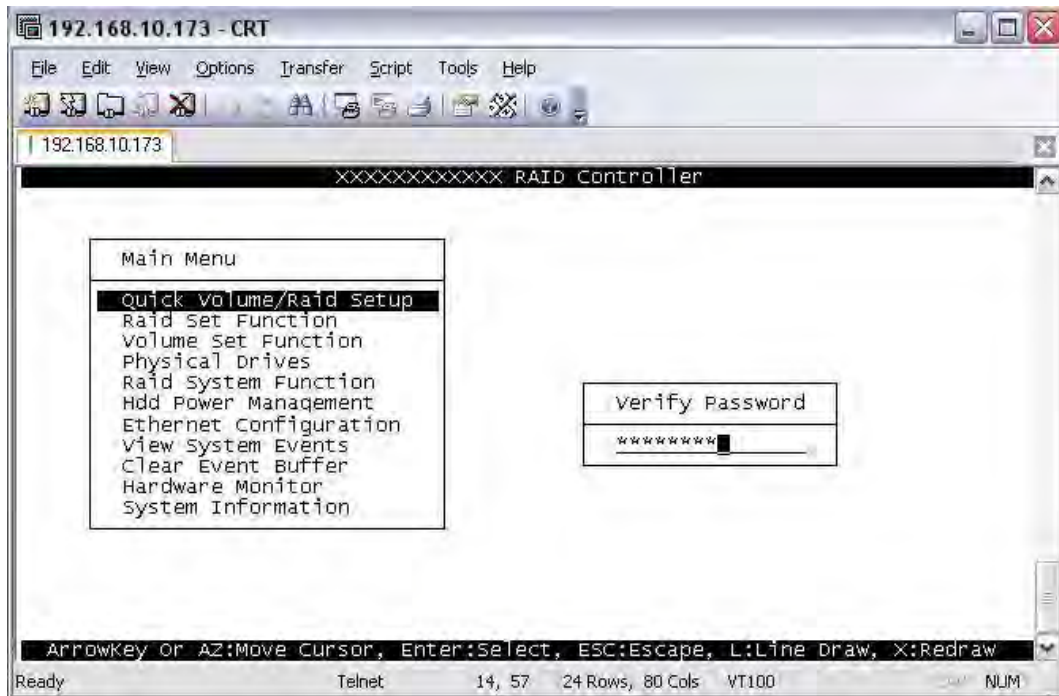 192.168.10.173 - CRT
File Edit View Options Transfer Script Tools Help
192.168.10.173
XXXXXXXXXXXX RAID Controller
Main Menu
Quick Volume/Raid Setup
Raid Set Function
Volume Set Function
Physical Drives
Raid System Function
Hdd Power Management
Ethernet Configuration
View System Events
Clear Event Buffer
Hardware Monitor
System Information
Verify Password
********
ArrowKey Or AZ:Move Cursor, Enter:Select, ESC:Escape, L:Line Draw, X:Redraw
Ready Telnet 14, 57 24 Rows, 80 Cols VT100 NUM